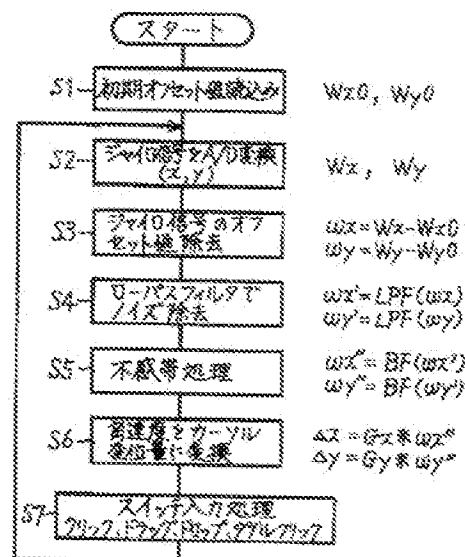 スタート
S1 初期オフセット値読込み Wx0, Wy0
S2 ジャイロ信号をA/D変換 Wx, Wy
(x,y)
S3 ジャイロ信号のオフ ωx=Wx-Wx0
セット値除去 ωy=Wy-Wy0
S4 ローパスフィルタで ωx'=LPF(ωx)
ノイズ除去 ωy'=LPF(ωy)
S5 不感帯処理 ωx"=BF(ωx')
ωy"=BF(ωy')
S6 角速度をカーソル Δx=Gx*ωx"
変位量に変換 Δy=Gy*ωy"
S7 スイッチ入力処理
クリック,ドラッグ,ドロップ,ダブルクリック